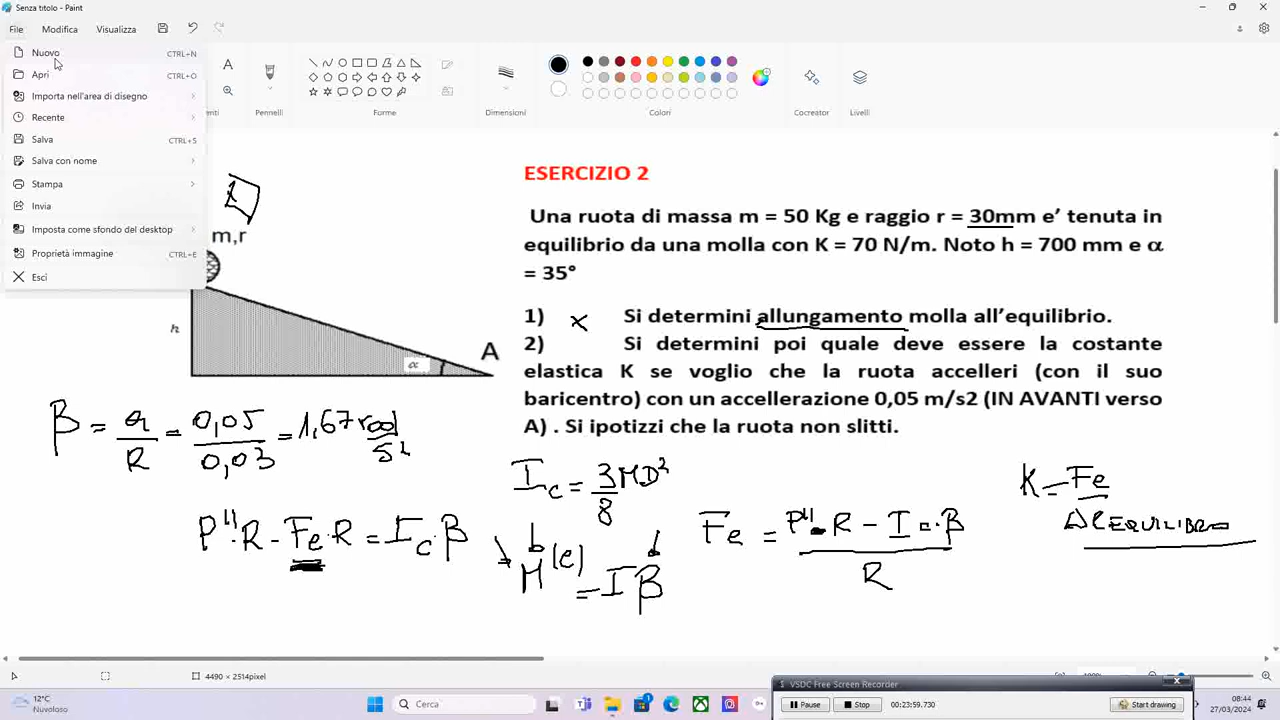 Senza titolo - Paint
File Modifica Visualizza
Nuovo CTRL+N
Apri CTRL+O
Importa nell'area di disegno
Recente
Salva CTRL+S
Salva con nome
Stampa
Invia
Imposta come sfondo del desktop
Proprietà immagine CTRL+E
Esci
A
Pennelli
Forme
Dimensioni
Colori
Cocreator
Livelli
m,r
h
α
A
ESERCIZIO 2
Una ruota di massa m = 50 Kg e raggio r = 30mm e' tenuta in
equilibrio da una molla con K = 70 N/m. Noto h = 700 mm e α
= 35°
1) x Si determini allungamento molla all'equilibrio.
2) Si determini poi quale deve essere la costante
elastica K se voglio che la ruota accelleri (con il suo
baricentro) con un accellerazione 0,05 m/s2 (IN AVANTI verso
A) . Si ipotizzi che la ruota non slitti.
β = a/R = 0,05/0,03 = 1,67 rad/s²
I_c = 3/8 MD²
K = Fe/Δl EQUILIBRO
P"·R - Fe·R = I_c·β
M(e) = Iβ
Fe = (P"·R - I_c·β)/R
4490 × 2514pixel
12°C
Nuvoloso
Cerca
VSDC Free Screen Recorder
Pause Stop 00:23:59.730 Start drawing
08:44
27/03/2024